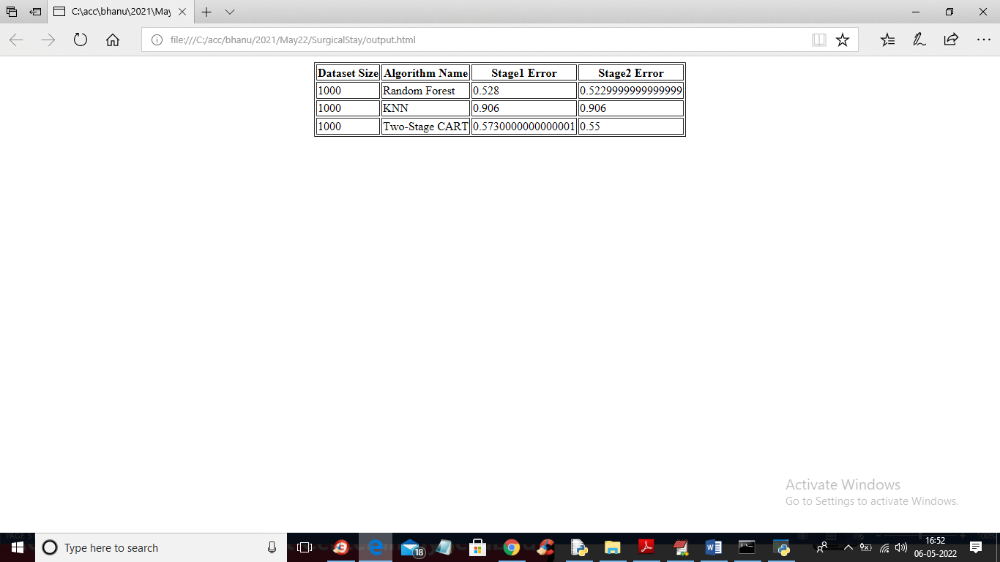 C:\acc\bhanu\2021\May
file:///C:/acc/bhanu/2021/May22/SurgicalStay/output.html
Dataset Size Algorithm Name Stage1 Error Stage2 Error
1000 Random Forest 0.528 0.5229999999999999
1000 KNN 0.906 0.906
1000 Two-Stage CART 0.5730000000000001 0.55
Activate Windows
Go to Settings to activate Windows.
PAGE 5
100%
Type here to search
18
16:52
06-05-2022